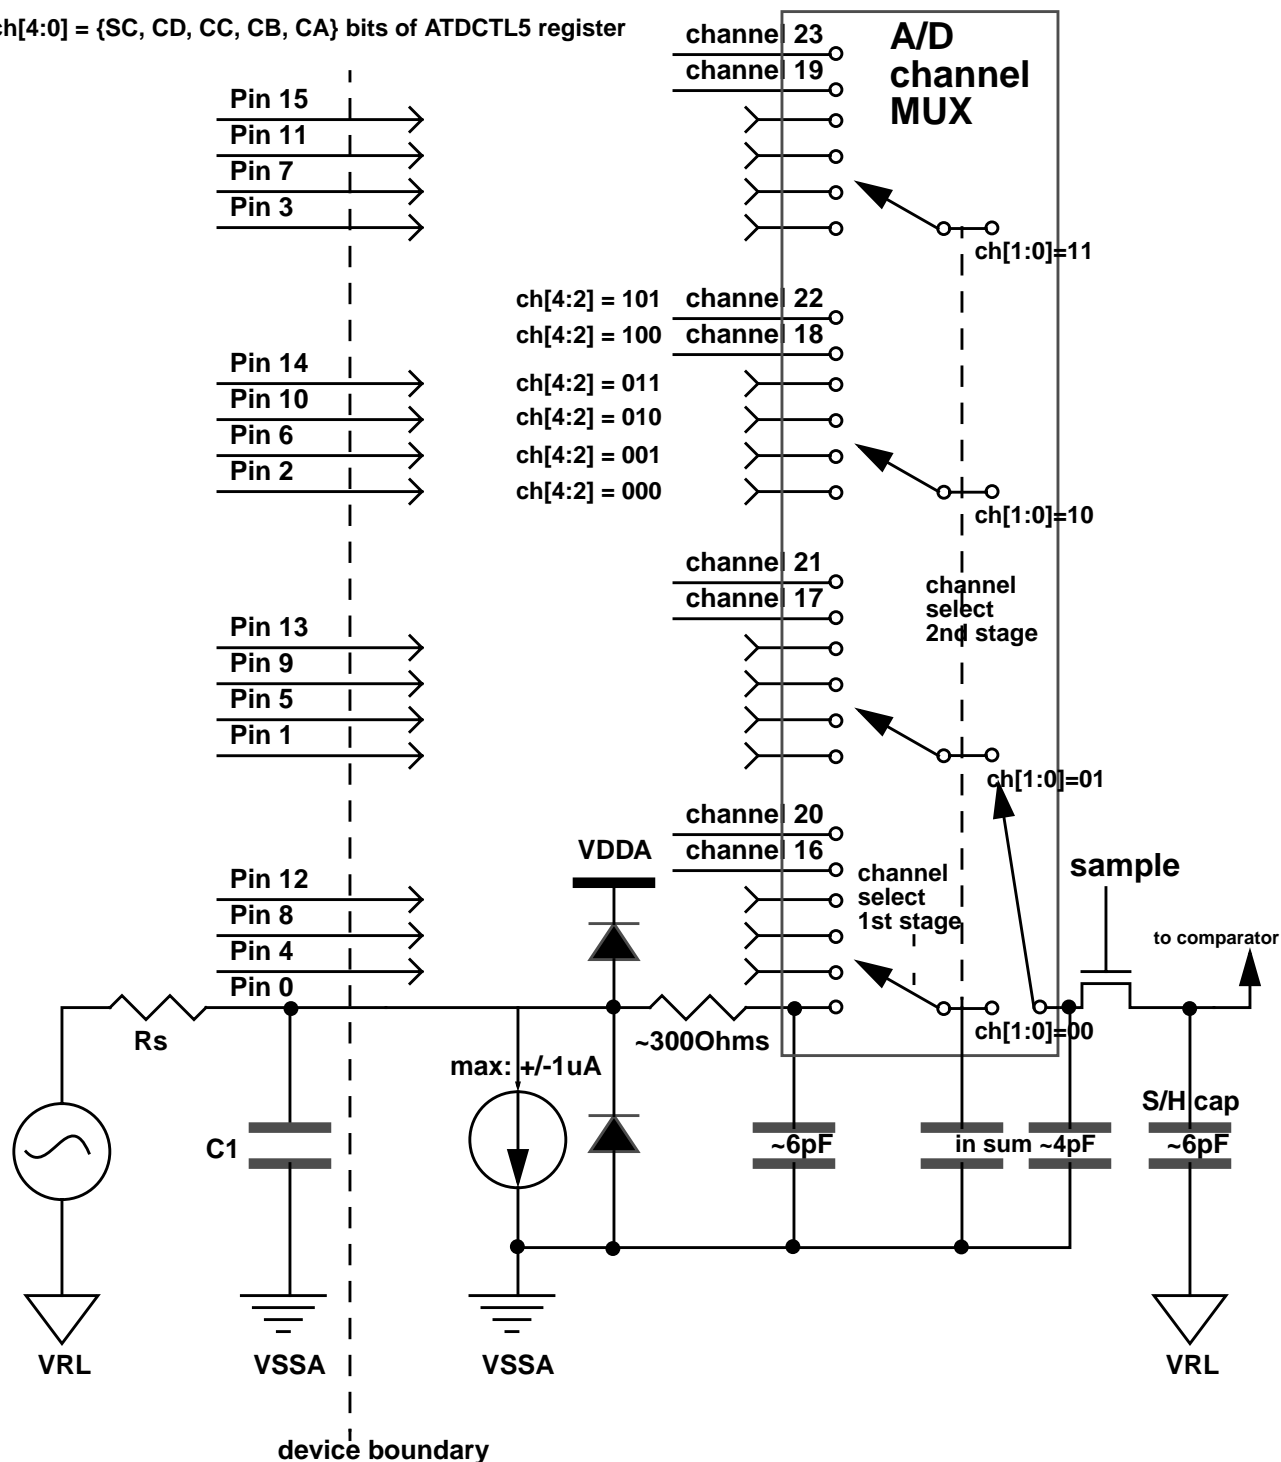 ch[4:0] = {SC, CD, CC, CB, CA} bits of ATDCTL5 register
channel 23
channel 19
A/D
channel
MUX
Pin 15
Pin 11
Pin 7
Pin 3
ch[1:0]=11
ch[4:2] = 101
channel 22
ch[4:2] = 100
channel 18
Pin 14
ch[4:2] = 011
Pin 10
ch[4:2] = 010
Pin 6
ch[4:2] = 001
Pin 2
ch[4:2] = 000
ch[1:0]=10
channel 21
channel 17
channel
select
2nd stage
Pin 13
Pin 9
Pin 5
Pin 1
ch[1:0]=01
channel 20
channel 16
VDDA
channel
select
1st stage
sample
Pin 12
Pin 8
Pin 4
Pin 0
to comparator
Rs
~300Ohms
ch[1:0]=00
max: +/-1uA
C1
~6pF
in sum ~4pF
S/H cap
~6pF
VRL
VSSA
VSSA
VRL
device boundary